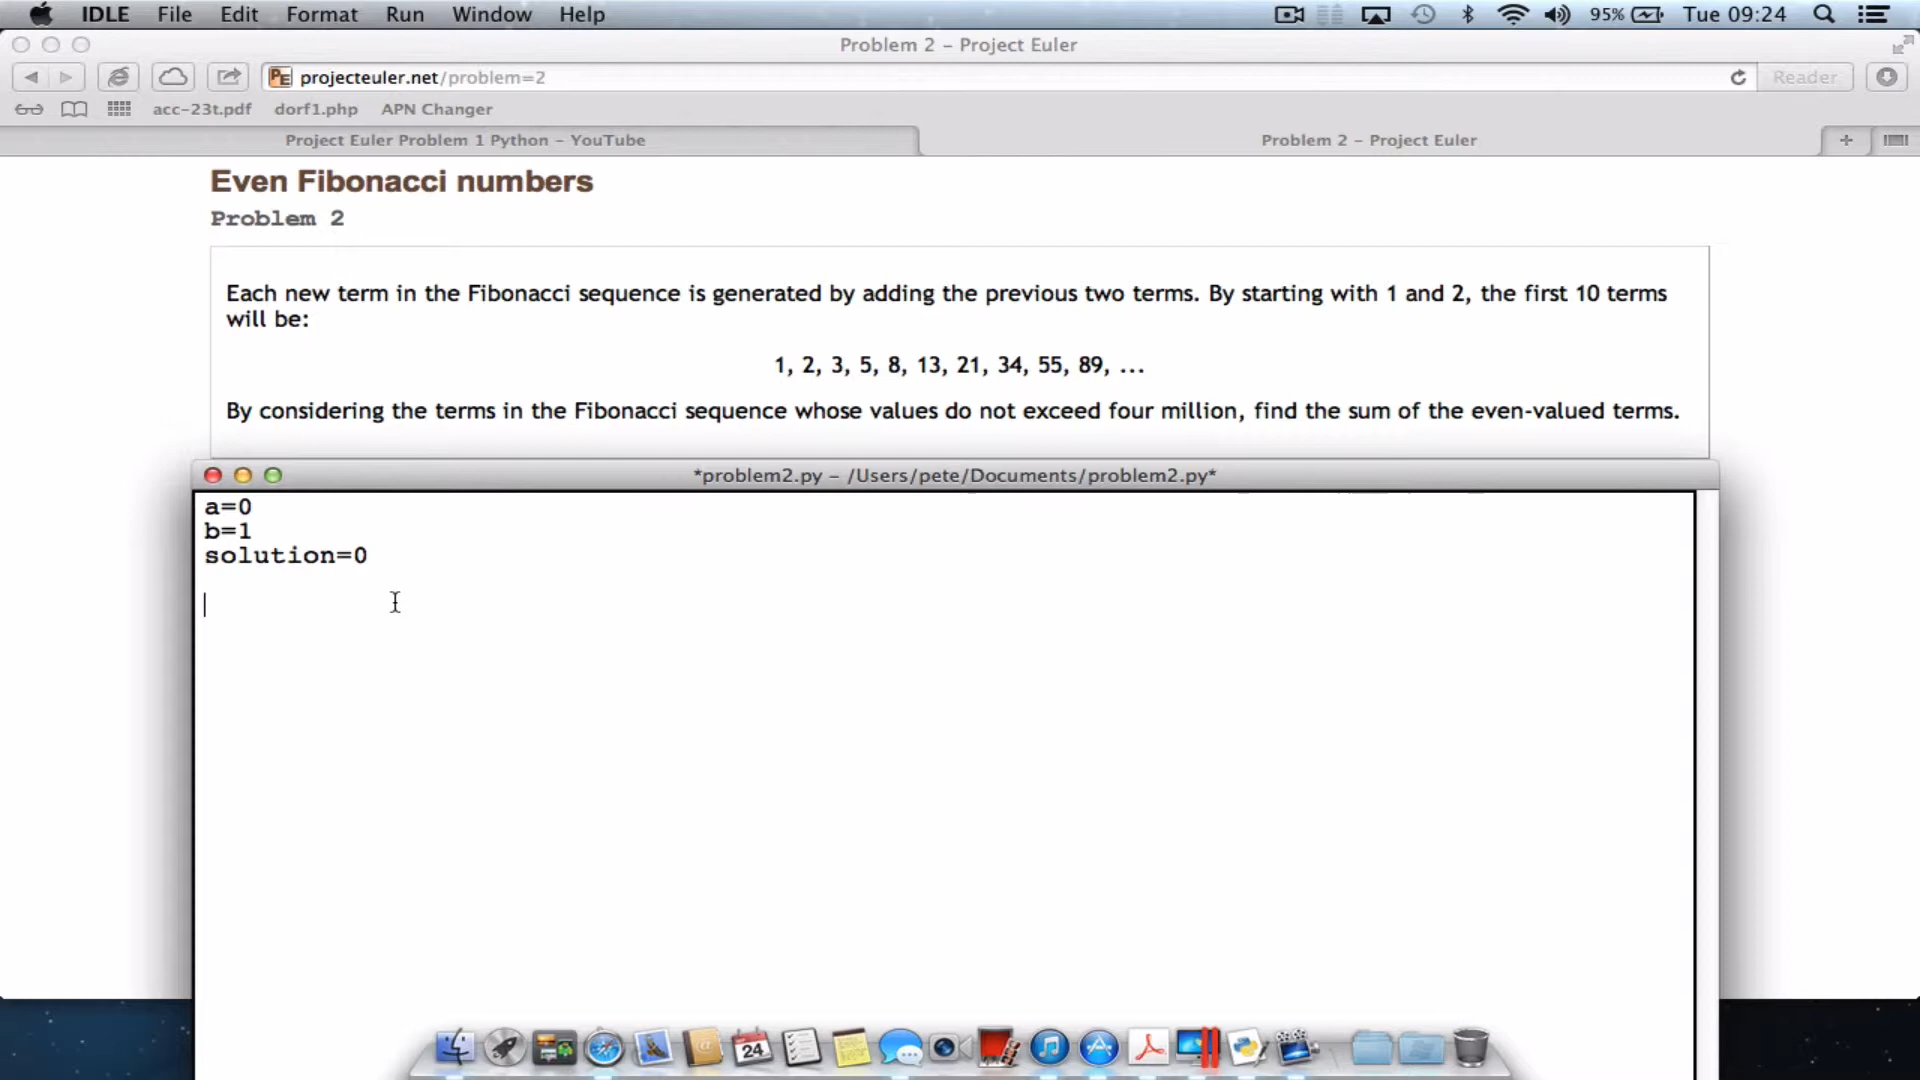 IDLE File Edit Format Run Window Help 95% Tue 09:24
Problem 2 – Project Euler
PE projecteuler.net/problem=2 Reader
acc-23t.pdf dorf1.php APN Changer
Project Euler Problem 1 Python – YouTube Problem 2 – Project Euler +
Even Fibonacci numbers
Problem 2
Each new term in the Fibonacci sequence is generated by adding the previous two terms. By starting with 1 and 2, the first 10 terms
will be:
1, 2, 3, 5, 8, 13, 21, 34, 55, 89, ...
By considering the terms in the Fibonacci sequence whose values do not exceed four million, find the sum of the even-valued terms.
*problem2.py – /Users/pete/Documents/problem2.py*
a=0
b=1
solution=0
24